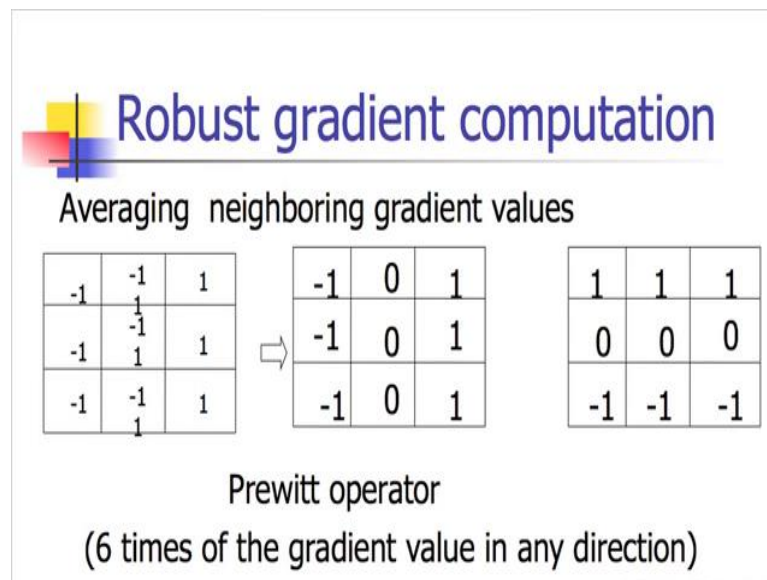 Robust gradient computation
Averaging neighboring gradient values
-1 -1 1 1
-1 -1 1 1
-1 -1 1 1
-1 0 1
-1 0 1
-1 0 1
1 1 1
0 0 0
-1 -1 -1
Prewitt operator
(6 times of the gradient value in any direction)